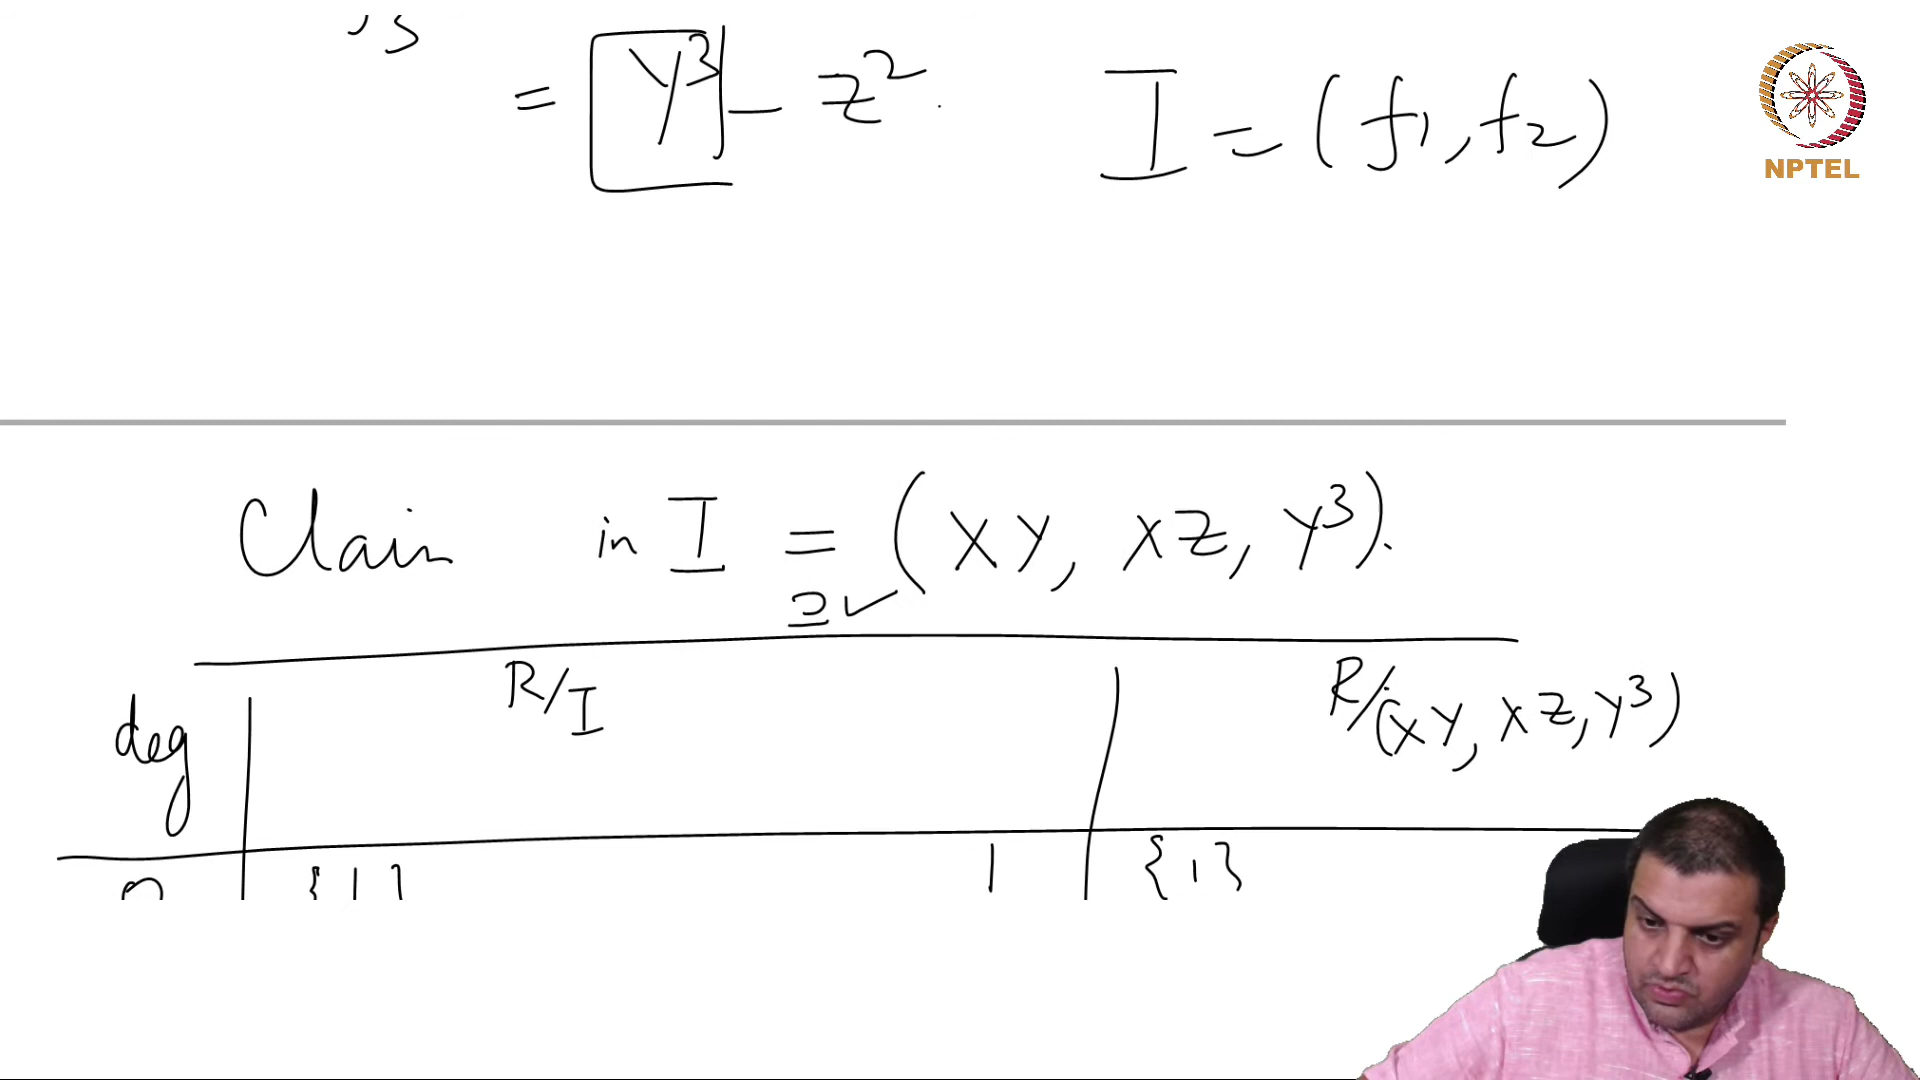 = Y³ - Z². I = (f1, f2)
NPTEL
Claim in I = (XY, XZ, Y³).
⊇ ✓
deg R/I R/(XY, XZ, Y³)
{1} 1 {1}